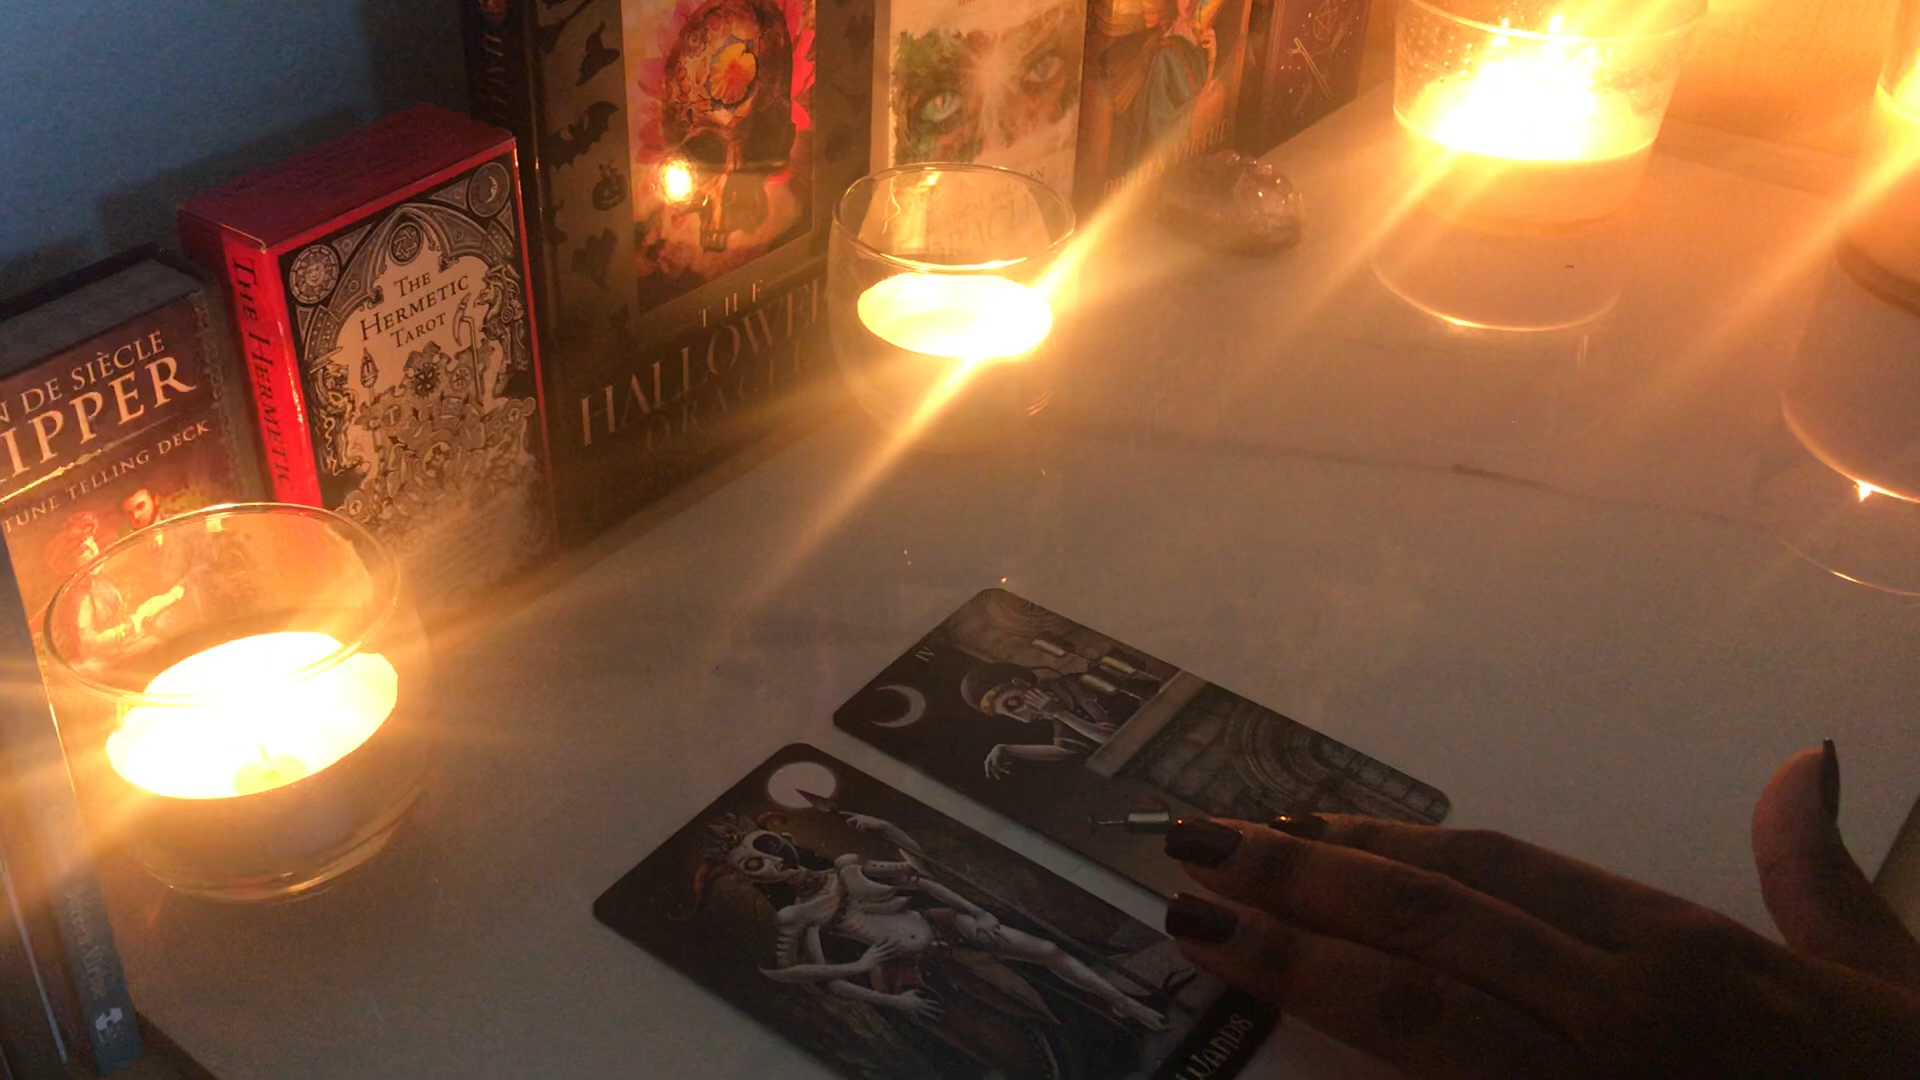 N DE SIÈCLE
IPPER
TUNE TELLING DECK
THE HERMETIC
THE
HERMETIC
TAROT
THE
HALLOWE
ORACLE
IV
WANDS